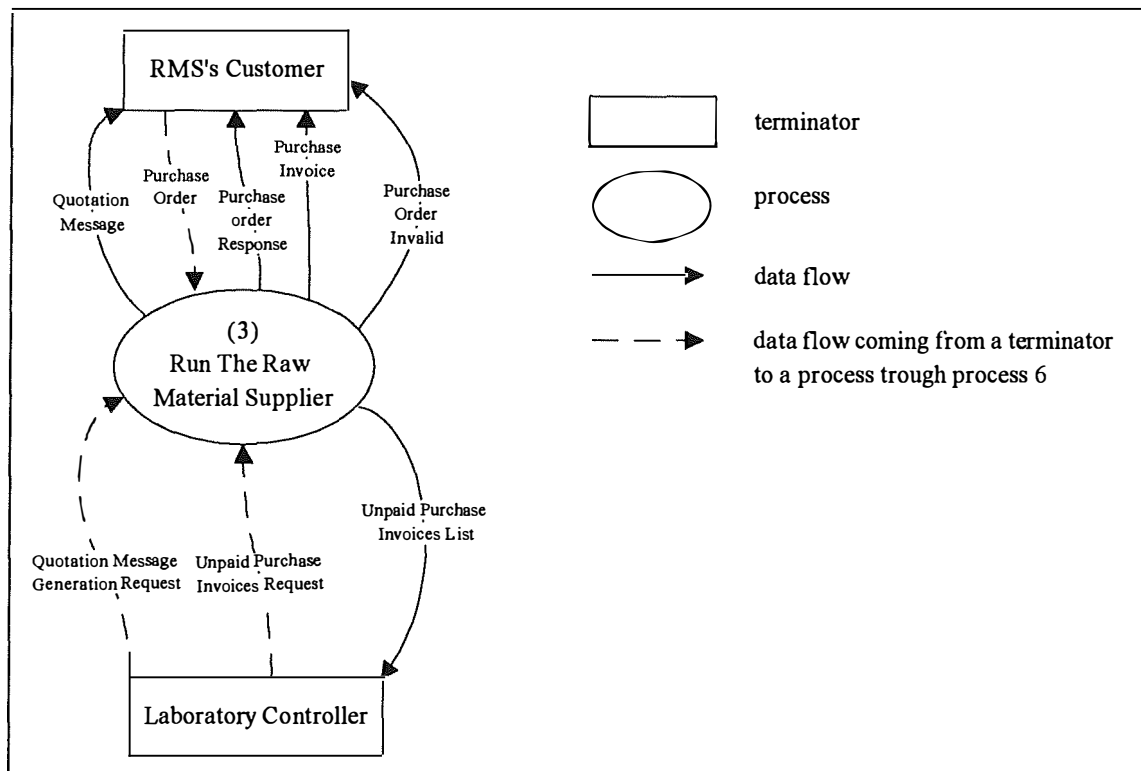 RMS's Customer
Quotation
Message
Purchase
Order
Purchase
order
Response
Purchase
Invoice
Purchase
Order
Invalid
(3)
Run The Raw
Material Supplier
Unpaid Purchase
Invoices List
Quotation Message
Generation Request
Unpaid Purchase
Invoices Request
Laboratory Controller
terminator
process
data flow
data flow coming from a terminator
to a process trough process 6